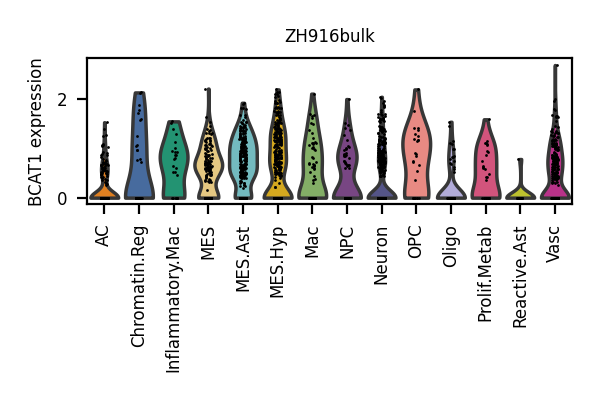 ZH916bulk
BCAT1 expression
2
0
AC
Chromatin.Reg
Inflammatory.Mac
MES
MES.Ast
MES.Hyp
Mac
NPC
Neuron
OPC
Oligo
Prolif.Metab
Reactive.Ast
Vasc